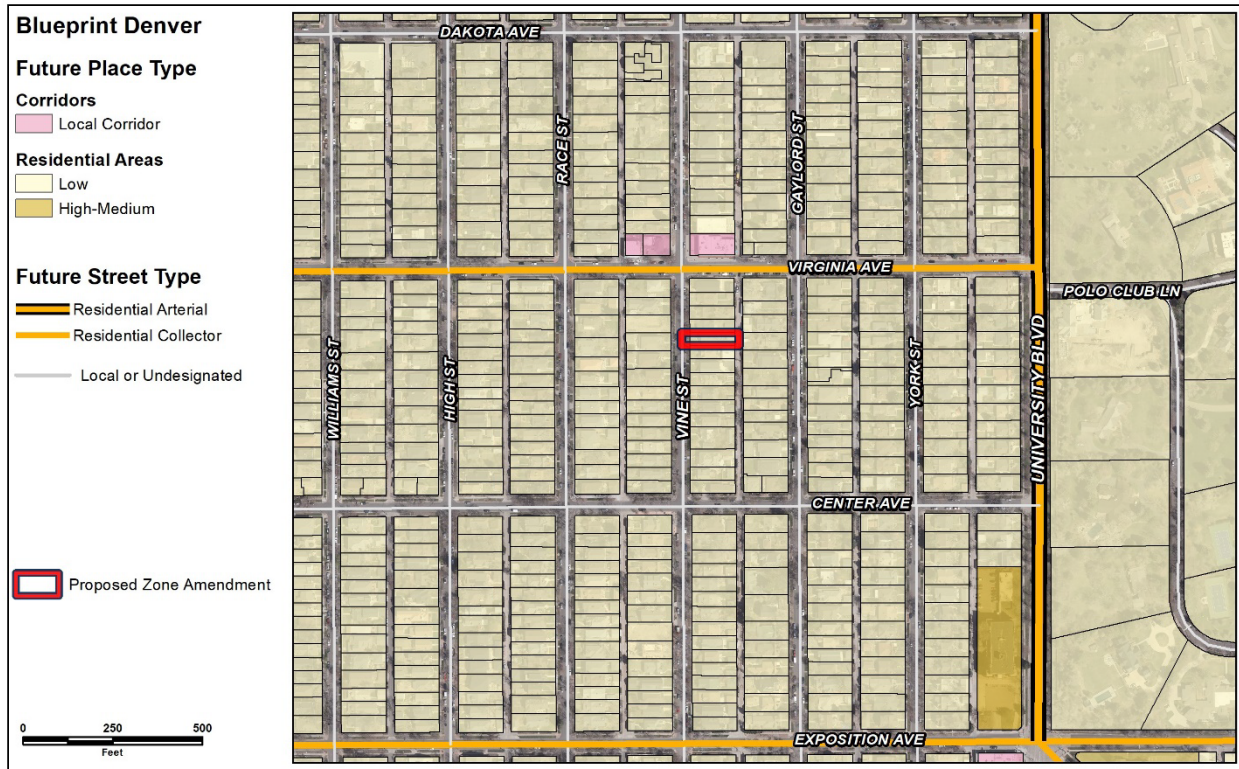 Blueprint Denver
Future Place Type
Corridors
Local Corridor
Residential Areas
Low
High-Medium
Future Street Type
Residential Arterial
Residential Collector
Local or Undesignated
Proposed Zone Amendment
0 250 500
Feet
DAKOTA AVE
RACE ST
GAYLORD ST
VIRGINIA AVE
POLO CLUB LN
WILLIAMS ST
HIGH ST
VINE ST
YORK ST
UNIVERSITY BLVD
CENTER AVE
EXPOSITION AVE